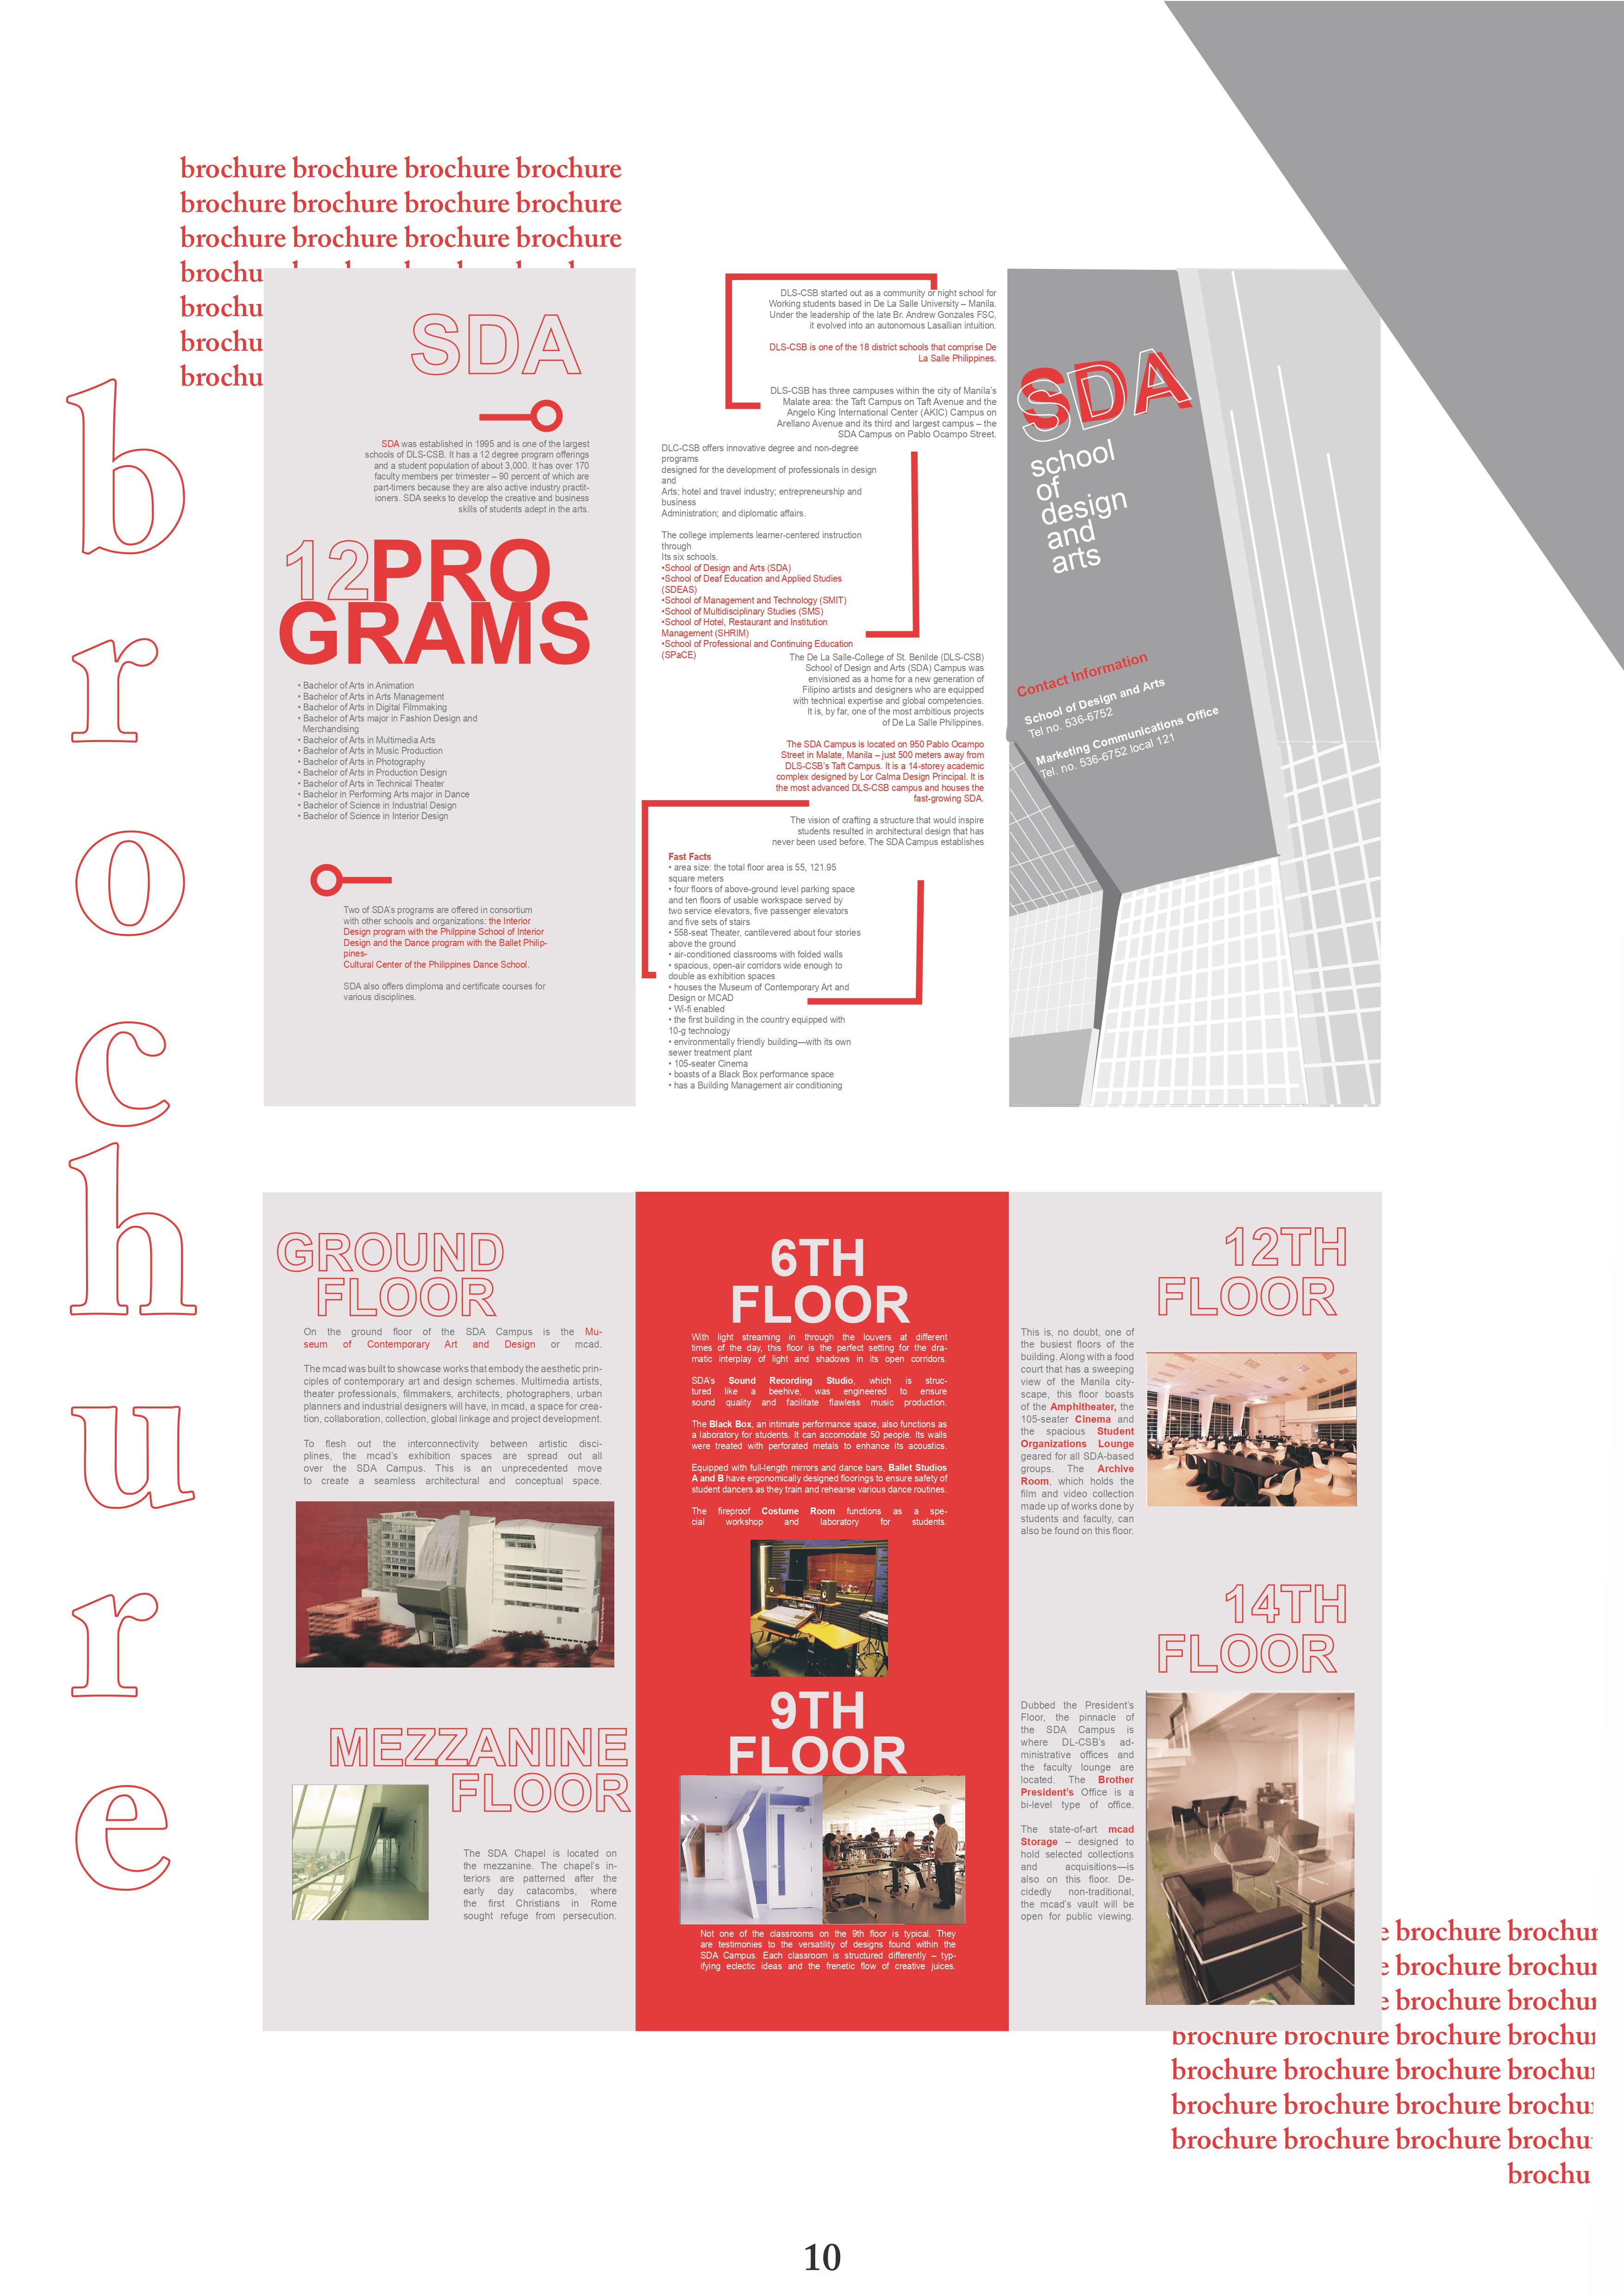 brochure brochure brochure brochure
brochure brochure brochure brochure
brochure brochure brochure brochure
brochu
brochu
brochu
brochu
brochure
SDA
SDA was established in 1995 and is one of the largest
schools of DLS-CSB. It has a 12 degree program offerings
and a student population of about 3,000. It has over 170
faculty members per trimester – 90 percent of which are
part-timers because they are also active industry practit-
ioners. SDA seeks to develop the creative and business
skills of students adept in the arts.
12PRO
GRAMS
• Bachelor of Arts in Animation
• Bachelor of Arts in Arts Management
• Bachelor of Arts in Digital Filmmaking
• Bachelor of Arts major in Fashion Design and
Merchandising
• Bachelor of Arts in Multimedia Arts
• Bachelor of Arts in Music Production
• Bachelor of Arts in Photography
• Bachelor of Arts in Production Design
• Bachelor of Arts in Technical Theater
• Bachelor in Performing Arts major in Dance
• Bachelor of Science in Industrial Design
• Bachelor of Science in Interior Design
Two of SDA's programs are offered in consortium
with other schools and organizations: the Interior
Design program with the Philppine School of Interior
Design and the Dance program with the Ballet Philip-
pines-
Cultural Center of the Philippines Dance School.
SDA also offers dimploma and certificate courses for
various disciplines.
DLS-CSB started out as a community or night school for
Working students based in De La Salle University – Manila.
Under the leadership of the late Br. Andrew Gonzales FSC,
it evolved into an autonomous Lasallian intuition.
DLS-CSB is one of the 18 district schools that comprise De
La Salle Philippines.
DLS-CSB has three campuses within the city of Manila's
Malate area: the Taft Campus on Taft Avenue and the
Angelo King International Center (AKIC) Campus on
Arellano Avenue and its third and largest campus – the
SDA Campus on Pablo Ocampo Street.
DLC-CSB offers innovative degree and non-degree
programs
designed for the development of professionals in design
and
Arts; hotel and travel industry; entrepreneurship and
business
Administration; and diplomatic affairs.
The college implements learner-centered instruction
through
Its six schools.
•School of Design and Arts (SDA)
•School of Deaf Education and Applied Studies
(SDEAS)
•School of Management and Technology (SMIT)
•School of Multidisciplinary Studies (SMS)
•School of Hotel, Restaurant and Institution
Management (SHRIM)
•School of Professional and Continuing Education
(SPaCE)
The De La Salle-College of St. Benilde (DLS-CSB)
School of Design and Arts (SDA) Campus was
envisioned as a home for a new generation of
Filipino artists and designers who are equipped
with technical expertise and global competencies.
It is, by far, one of the most ambitious projects
of De La Salle Philippines.
The SDA Campus is located on 950 Pablo Ocampo
Street in Malate, Manila – just 500 meters away from
DLS-CSB's Taft Campus. It is a 14-storey academic
complex designed by Lor Calma Design Principal. It is
the most advanced DLS-CSB campus and houses the
fast-growing SDA.
The vision of crafting a structure that would inspire
students resulted in architectural design that has
never been used before. The SDA Campus establishes
Fast Facts
• area size: the total floor area is 55, 121.95
square meters
• four floors of above-ground level parking space
and ten floors of usable workspace served by
two service elevators, five passenger elevators
and five sets of stairs
• 558-seat Theater, cantilevered about four stories
above the ground
• air-conditioned classrooms with folded walls
• spacious, open-air corridors wide enough to
double as exhibition spaces
• houses the Museum of Contemporary Art and
Design or MCAD
• Wi-fi enabled
• the first building in the country equipped with
10-g technology
• environmentally friendly building—with its own
sewer treatment plant
• 105-seater Cinema
• boasts of a Black Box performance space
• has a Building Management air conditioning
SDA
school
of
design
and
arts
Contact Information
School of Design and Arts
Tel no. 536-6752
Marketing Communications Office
Tel. no. 536-6752 local 121
GROUND
FLOOR
On the ground floor of the SDA Campus is the Mu-
seum of Contemporary Art and Design or mcad.
The mcad was built to showcase works that embody the aesthetic prin-
ciples of contemporary art and design schemes. Multimedia artists,
theater professionals, filmmakers, architects, photographers, urban
planners and industrial designers will have, in mcad, a space for crea-
tion, collaboration, collection, global linkage and project development.
To flesh out the interconnectivity between artistic disci-
plines, the mcad's exhibition spaces are spread out all
over the SDA Campus. This is an unprecedented move
to create a seamless architectural and conceptual space.
MEZZANINE
FLOOR
The SDA Chapel is located on
the mezzanine. The chapel's in-
teriors are patterned after the
early day catacombs, where
the first Christians in Rome
sought refuge from persecution.
6TH
FLOOR
With light streaming in through the louvers at different
times of the day, this floor is the perfect setting for the dra-
matic interplay of light and shadows in its open corridors.
SDA's Sound Recording Studio, which is struc-
tured like a beehive, was engineered to ensure
sound quality and facilitate flawless music production.
The Black Box, an intimate performance space, also functions as
a laboratory for students. It can accomodate 50 people. Its walls
were treated with perforated metals to enhance its acoustics.
Equipped with full-length mirrors and dance bars, Ballet Studios
A and B have ergonomically designed floorings to ensure safety of
student dancers as they train and rehearse various dance routines.
The fireproof Costume Room functions as a spe-
cial workshop and laboratory for students.
9TH
FLOOR
Not one of the classrooms on the 9th floor is typical. They
are testimonies to the versatility of designs found within the
SDA Campus. Each classroom is structured differently – typ-
ifying eclectic ideas and the frenetic flow of creative juices.
12TH
FLOOR
This is, no doubt, one of
the busiest floors of the
building. Along with a food
court that has a sweeping
view of the Manila city-
scape, this floor boasts
of the Amphitheater, the
105-seater Cinema and
the spacious Student
Organizations Lounge
geared for all SDA-based
groups. The Archive
Room, which holds the
film and video collection
made up of works done by
students and faculty, can
also be found on this floor.
14TH
FLOOR
Dubbed the President's
Floor, the pinnacle of
the SDA Campus is
where DL-CSB's ad-
ministrative offices and
the faculty lounge are
located. The Brother
President's Office is a
bi-level type of office.
The state-of-art mcad
Storage – designed to
hold selected collections
and acquisitions—is
also on this floor. De-
cidedly non-traditional,
the mcad's vault will be
open for public viewing.
e brochure brochur
e brochure brochur
e brochure brochur
brochure brochure brochure brochur
brochure brochure brochure brochu
brochure brochure brochure brochu
brochure brochure brochure brochu
brochu
10